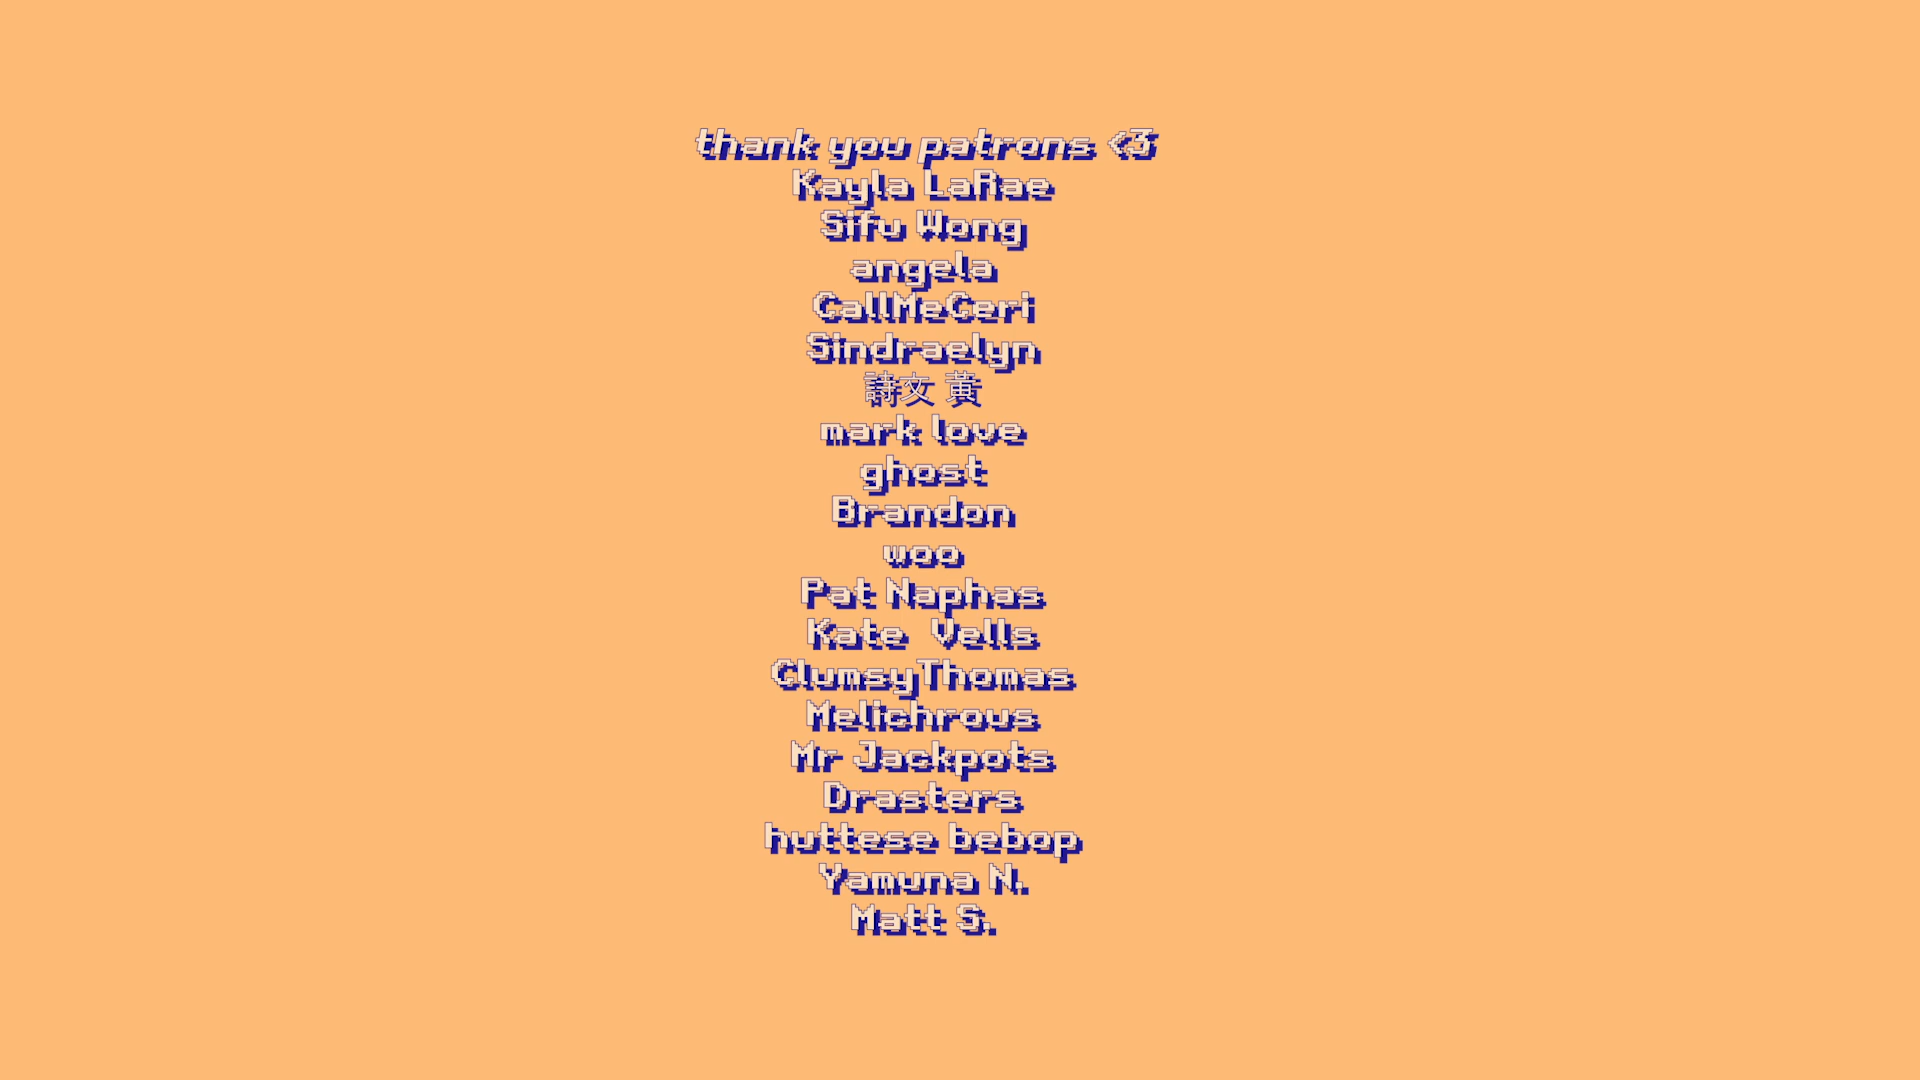 thank you patrons <3
Kayla LaRae
Sifu Wong
angela
CallMeCeri
Sindraelyn
詩文 黃
mark love
ghost
Brandon
woo
Pat Naphas
Kate  Vells
ClumsyThomas
Melichrous
Mr Jackpots
Drasters
huttese bebop
Yamuna N.
Matt S.